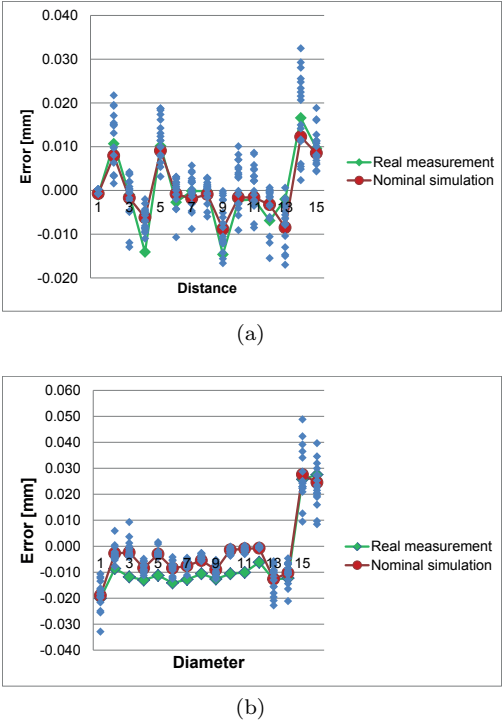 0.040
0.030
0.020
0.010
0.000
-0.010
-0.020
Error [mm]
1 3 5 7 9 11 13 15
Distance
Real measurement
Nominal simulation
(a)
0.060
0.050
0.040
0.030
0.020
0.010
0.000
-0.010
-0.020
-0.030
-0.040
Error [mm]
1 3 5 7 9 11 13 15
Diameter
Real measurement
Nominal simulation
(b)